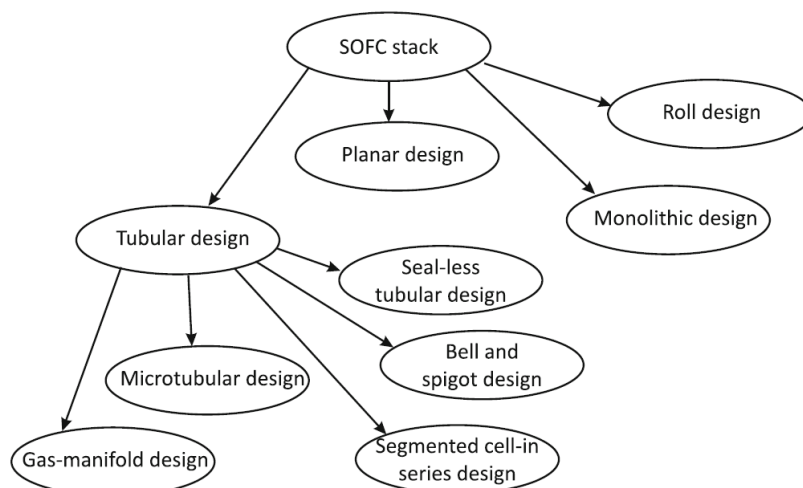 SOFC stack
Roll design
Planar design
Monolithic design
Tubular design
Seal-less
tubular design
Bell and
spigot design
Microtubular design
Segmented cell-in
series design
Gas-manifold design